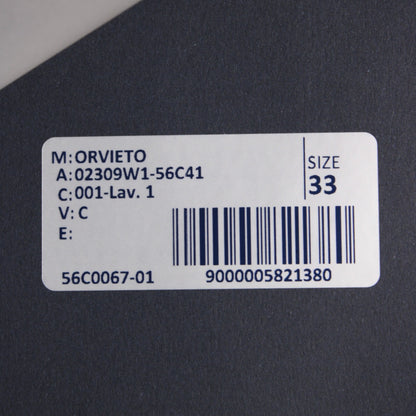 M: ORVIETO
A: 02309W1-56C41
C: 001-Lav. 1
V: C
E:
SIZE
33
56C0067-01
9000005821380